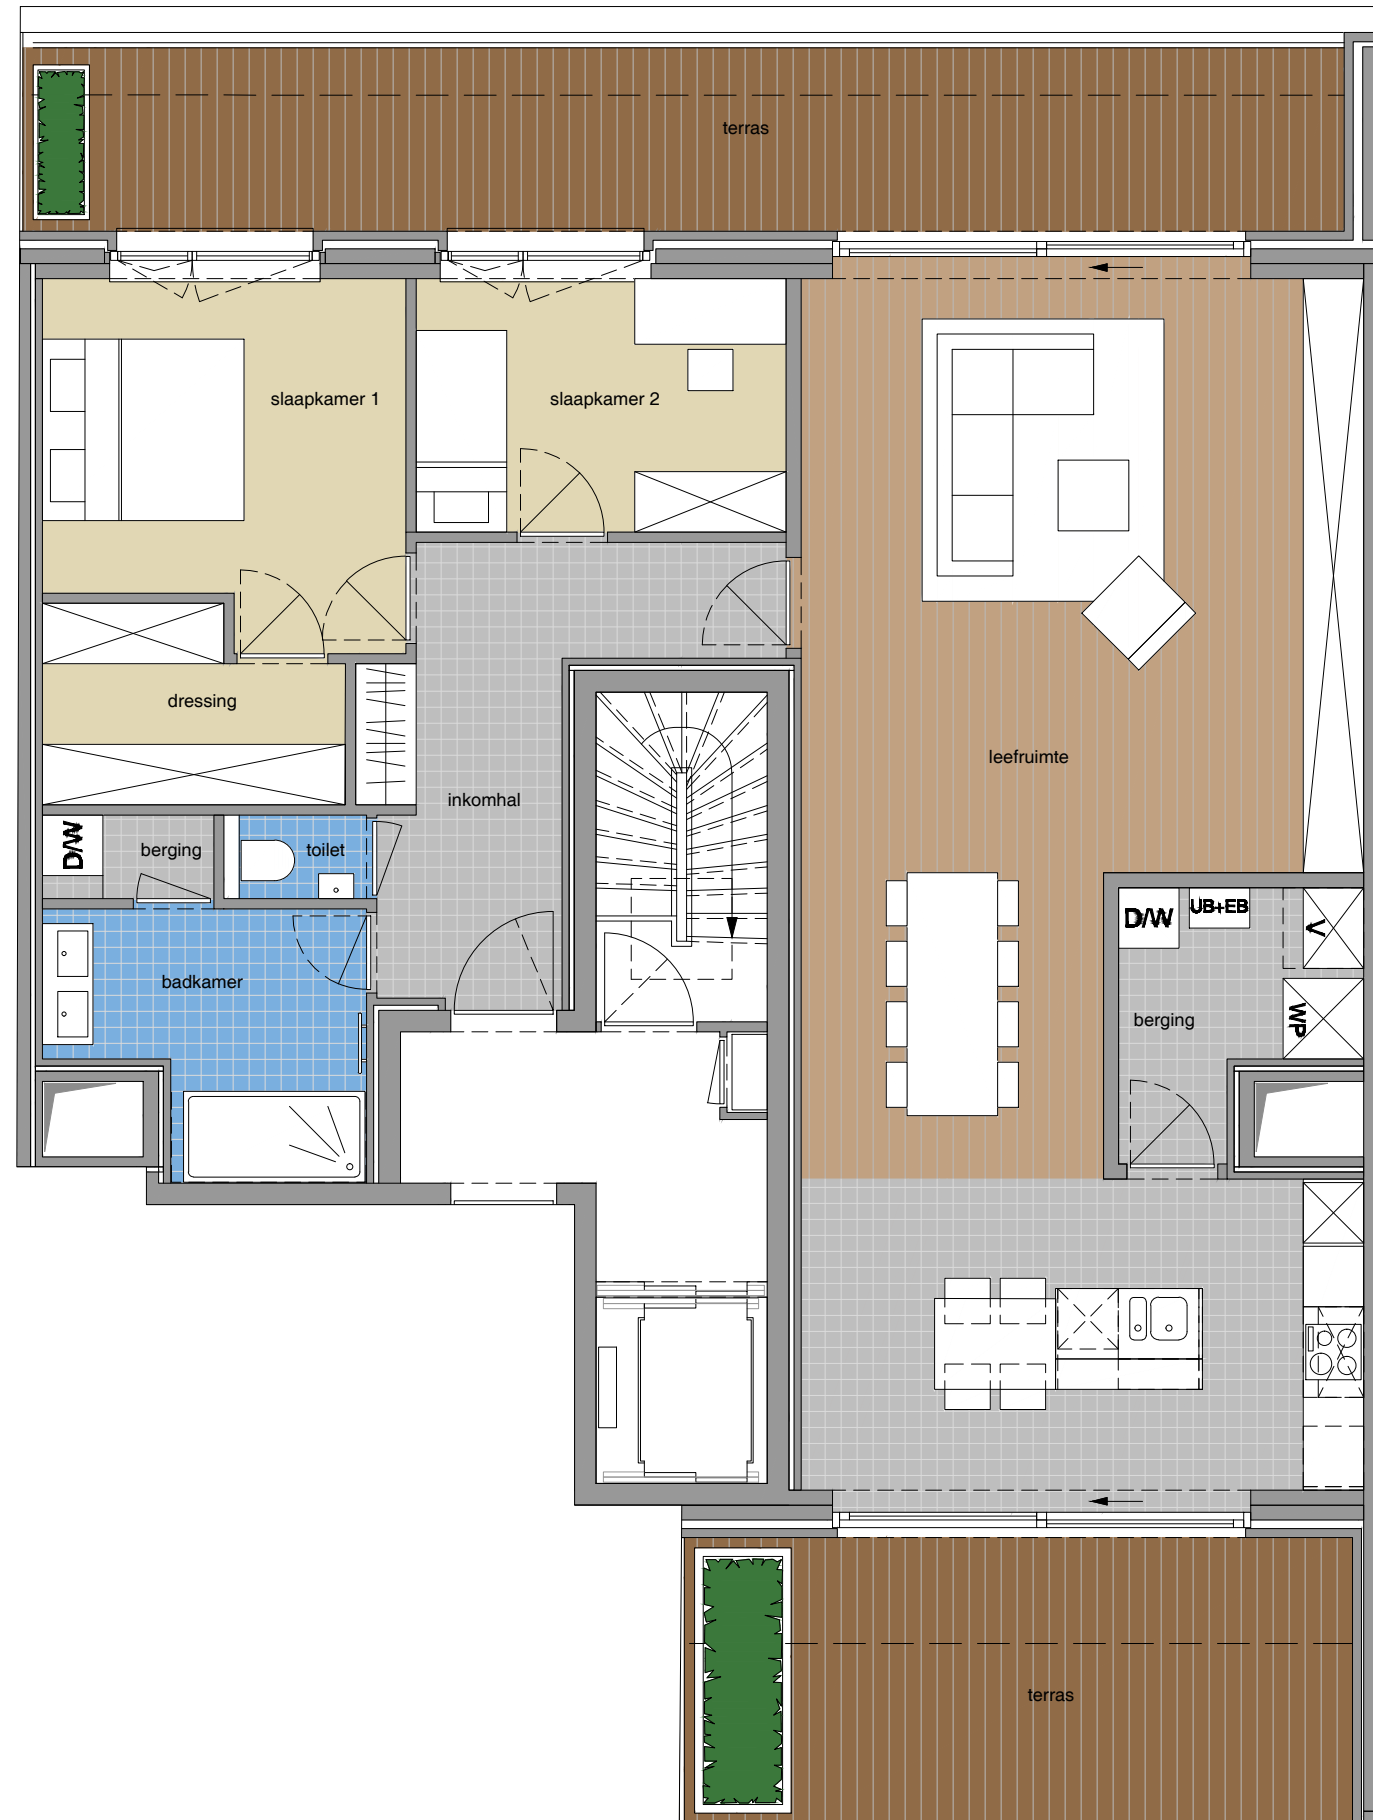 terras
slaapkamer 1
slaapkamer 2
dressing
leefruimte
inkomhal
D/W
berging
toilet
D/W
UB+EB
V
badkamer
berging
WP
terras